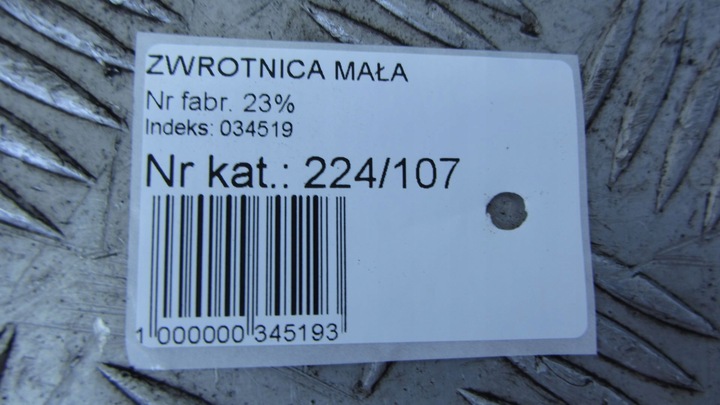 ZWROTNICA MAŁA
Nr fabr. 23%
Indeks: 034519
Nr kat.: 224/107
1 000000 345193